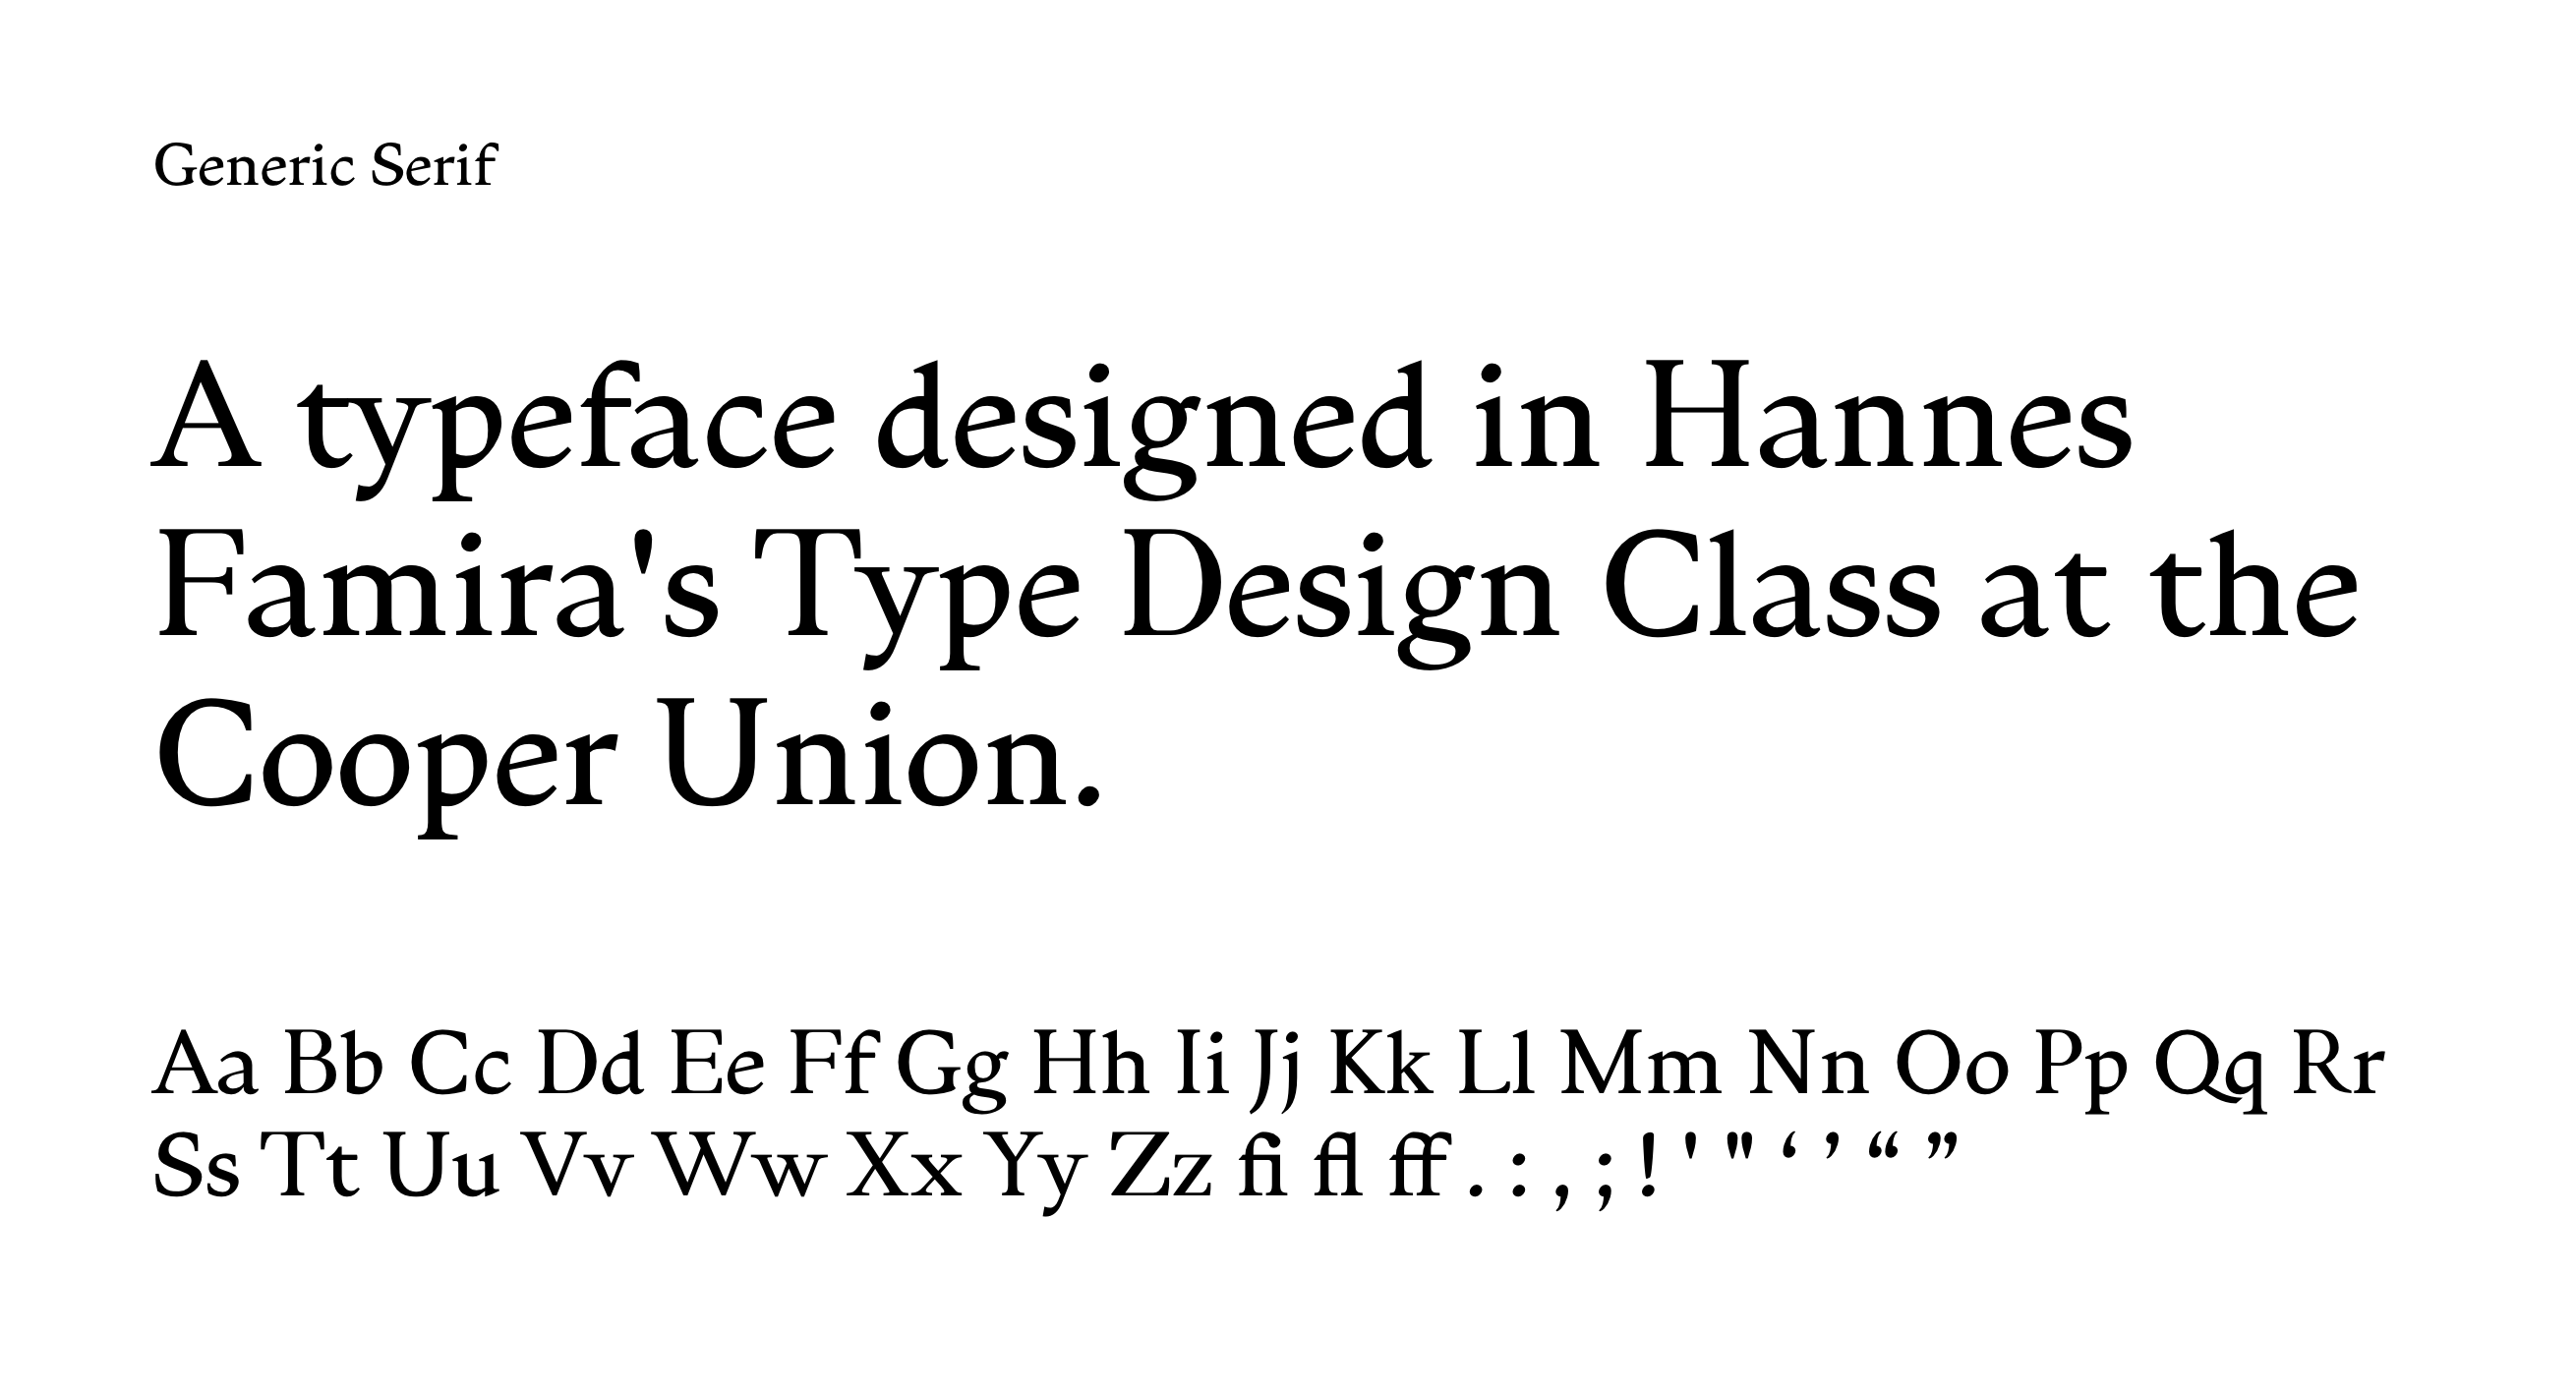 Generic Serif
A typeface designed in Hannes
Famira's Type Design Class at the
Cooper Union.
Aa Bb Cc Dd Ee Ff Gg Hh Ii Jj Kk Ll Mm Nn Oo Pp Qq Rr
Ss Tt Uu Vv Ww Xx Yy Zz fi fl ff . : , ; ! ' " ‘ ’ “ ”